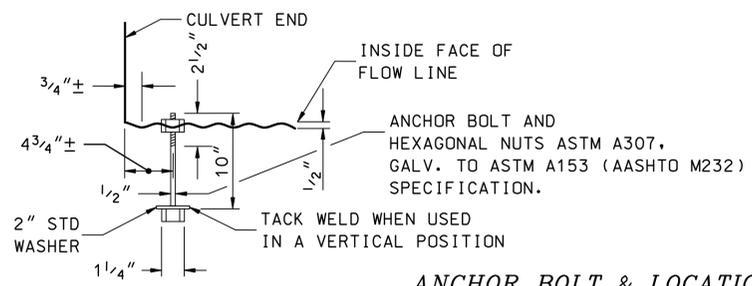 CULVERT END
2 1/2"
INSIDE FACE OF
FLOW LINE
3/4"±
ANCHOR BOLT AND
HEXAGONAL NUTS ASTM A307,
GALV. TO ASTM A153 (AASHTO M232)
SPECIFICATION.
4 3/4"±
10"
1/2"
1/2"
2" STD
WASHER
TACK WELD WHEN USED
IN A VERTICAL POSITION
1 1/4"
ANCHOR BOLT & LOCATIO